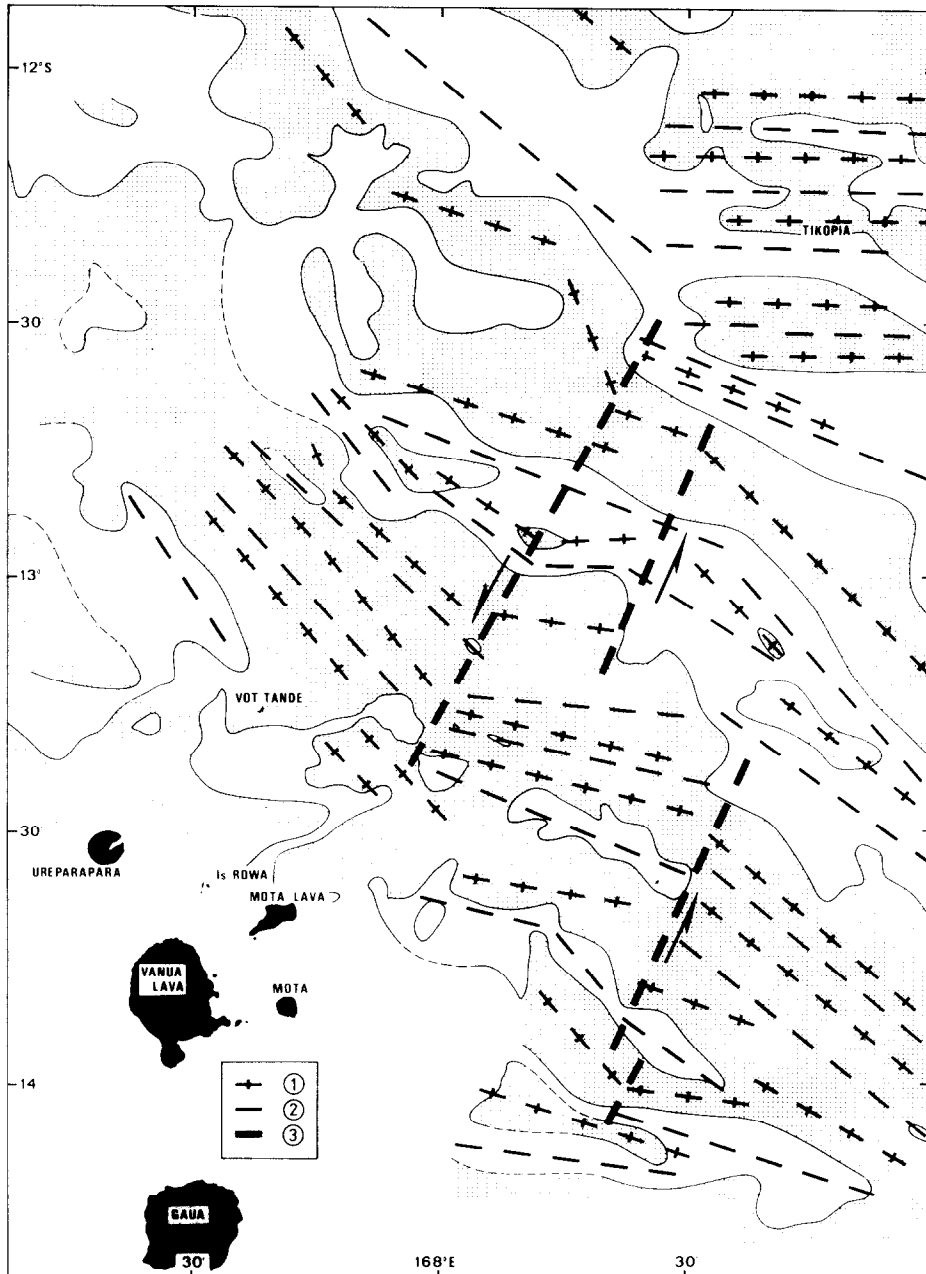 12°S
TIKOPIA
30'
13°
VOT TANDE
30
UREPARAPARA
Is ROWA
MOTA LAVA
VANUA
LAVA
MOTA
14
1
2
3
GAUA
30'
168°E
30